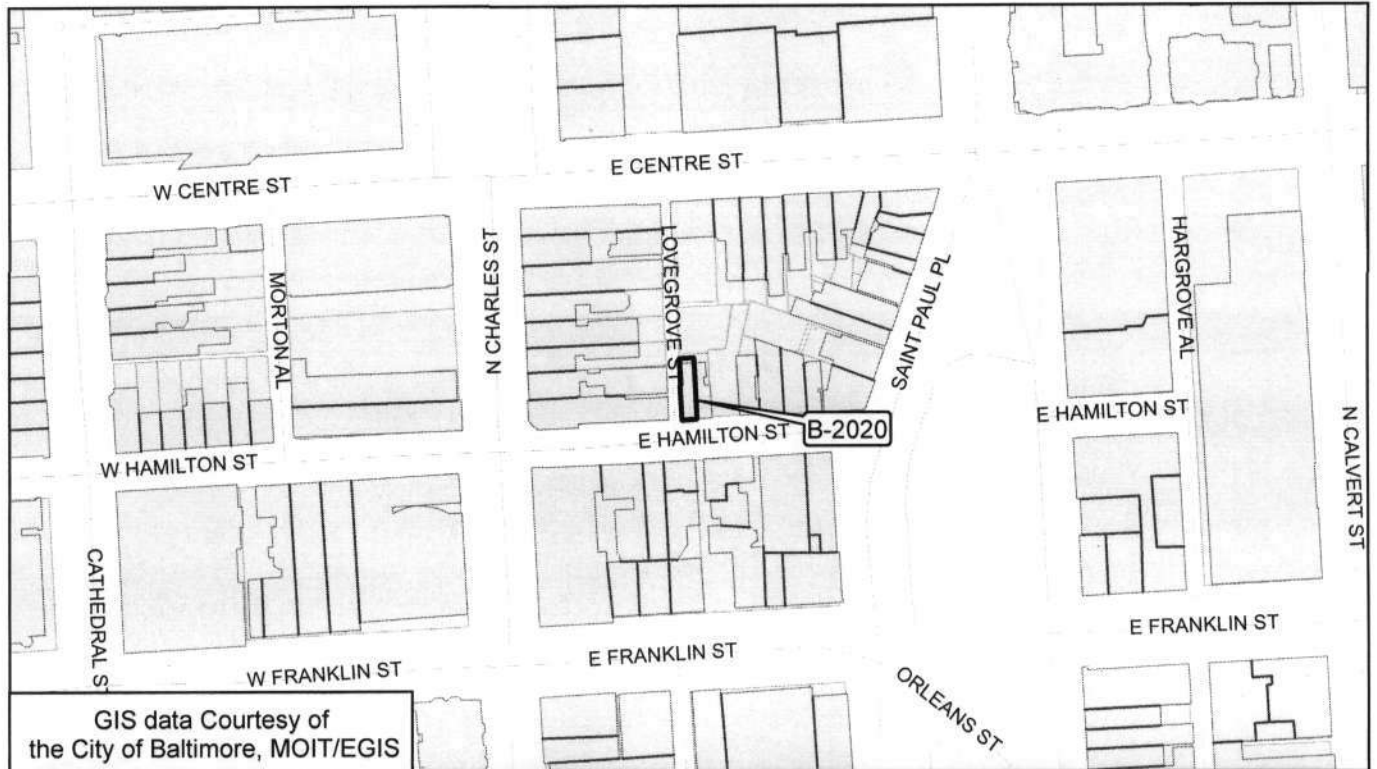 E CENTRE ST
W CENTRE ST
N CHARLES ST
LOVEGROVE ST
MORTON AL
HARGROVE AL
SAINT PAUL PL
E HAMILTON ST
B-2020
E HAMILTON ST
W HAMILTON ST
N CALVERT ST
CATHEDRAL S
E FRANKLIN ST
E FRANKLIN ST
W FRANKLIN ST
ORLEANS ST
GIS data Courtesy of
the City of Baltimore, MOIT/EGIS